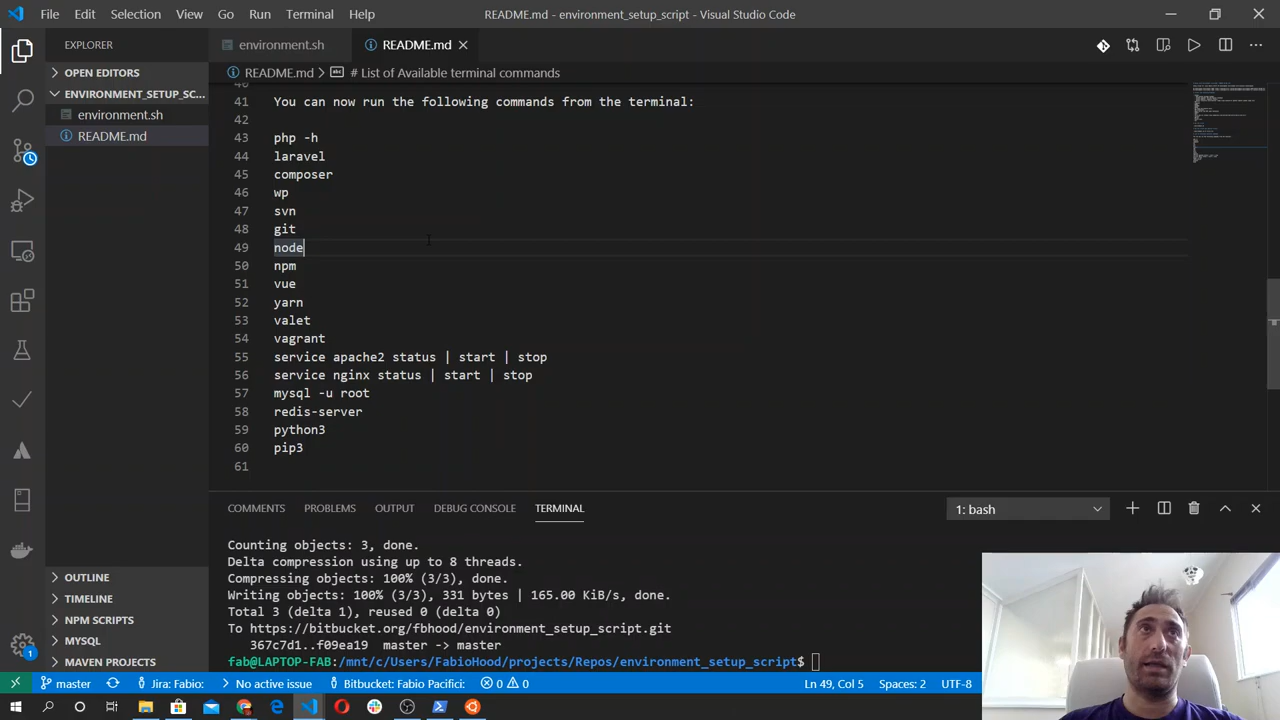 File Edit Selection View Go Run Terminal Help README.md - environment_setup_script - Visual Studio Code
EXPLORER
environment.sh
README.md
OPEN EDITORS
README.md > # List of Available terminal commands
ENVIRONMENT_SETUP_SC...
environment.sh
README.md
40
41 You can now run the following commands from the terminal:
42
43 php -h
44 laravel
45 composer
46 wp
47 svn
48 git
49 node
50 npm
51 vue
52 yarn
53 valet
54 vagrant
55 service apache2 status | start | stop
56 service nginx status | start | stop
57 mysql -u root
58 redis-server
59 python3
60 pip3
61
COMMENTS PROBLEMS OUTPUT DEBUG CONSOLE TERMINAL 1: bash
Counting objects: 3, done.
Delta compression using up to 8 threads.
Compressing objects: 100% (3/3), done.
Writing objects: 100% (3/3), 331 bytes | 165.00 KiB/s, done.
Total 3 (delta 1), reused 0 (delta 0)
To https://bitbucket.org/fbhood/environment_setup_script.git
367c7d1..f09ea19 master -> master
fab@LAPTOP-FAB:/mnt/c/Users/FabioHood/projects/Repos/environment_setup_script$
OUTLINE
TIMELINE
NPM SCRIPTS
MYSQL
MAVEN PROJECTS
1
master Jira: Fabio: No active issue Bitbucket: Fabio Pacifici: 0 0 Ln 49, Col 5 Spaces: 2 UTF-8